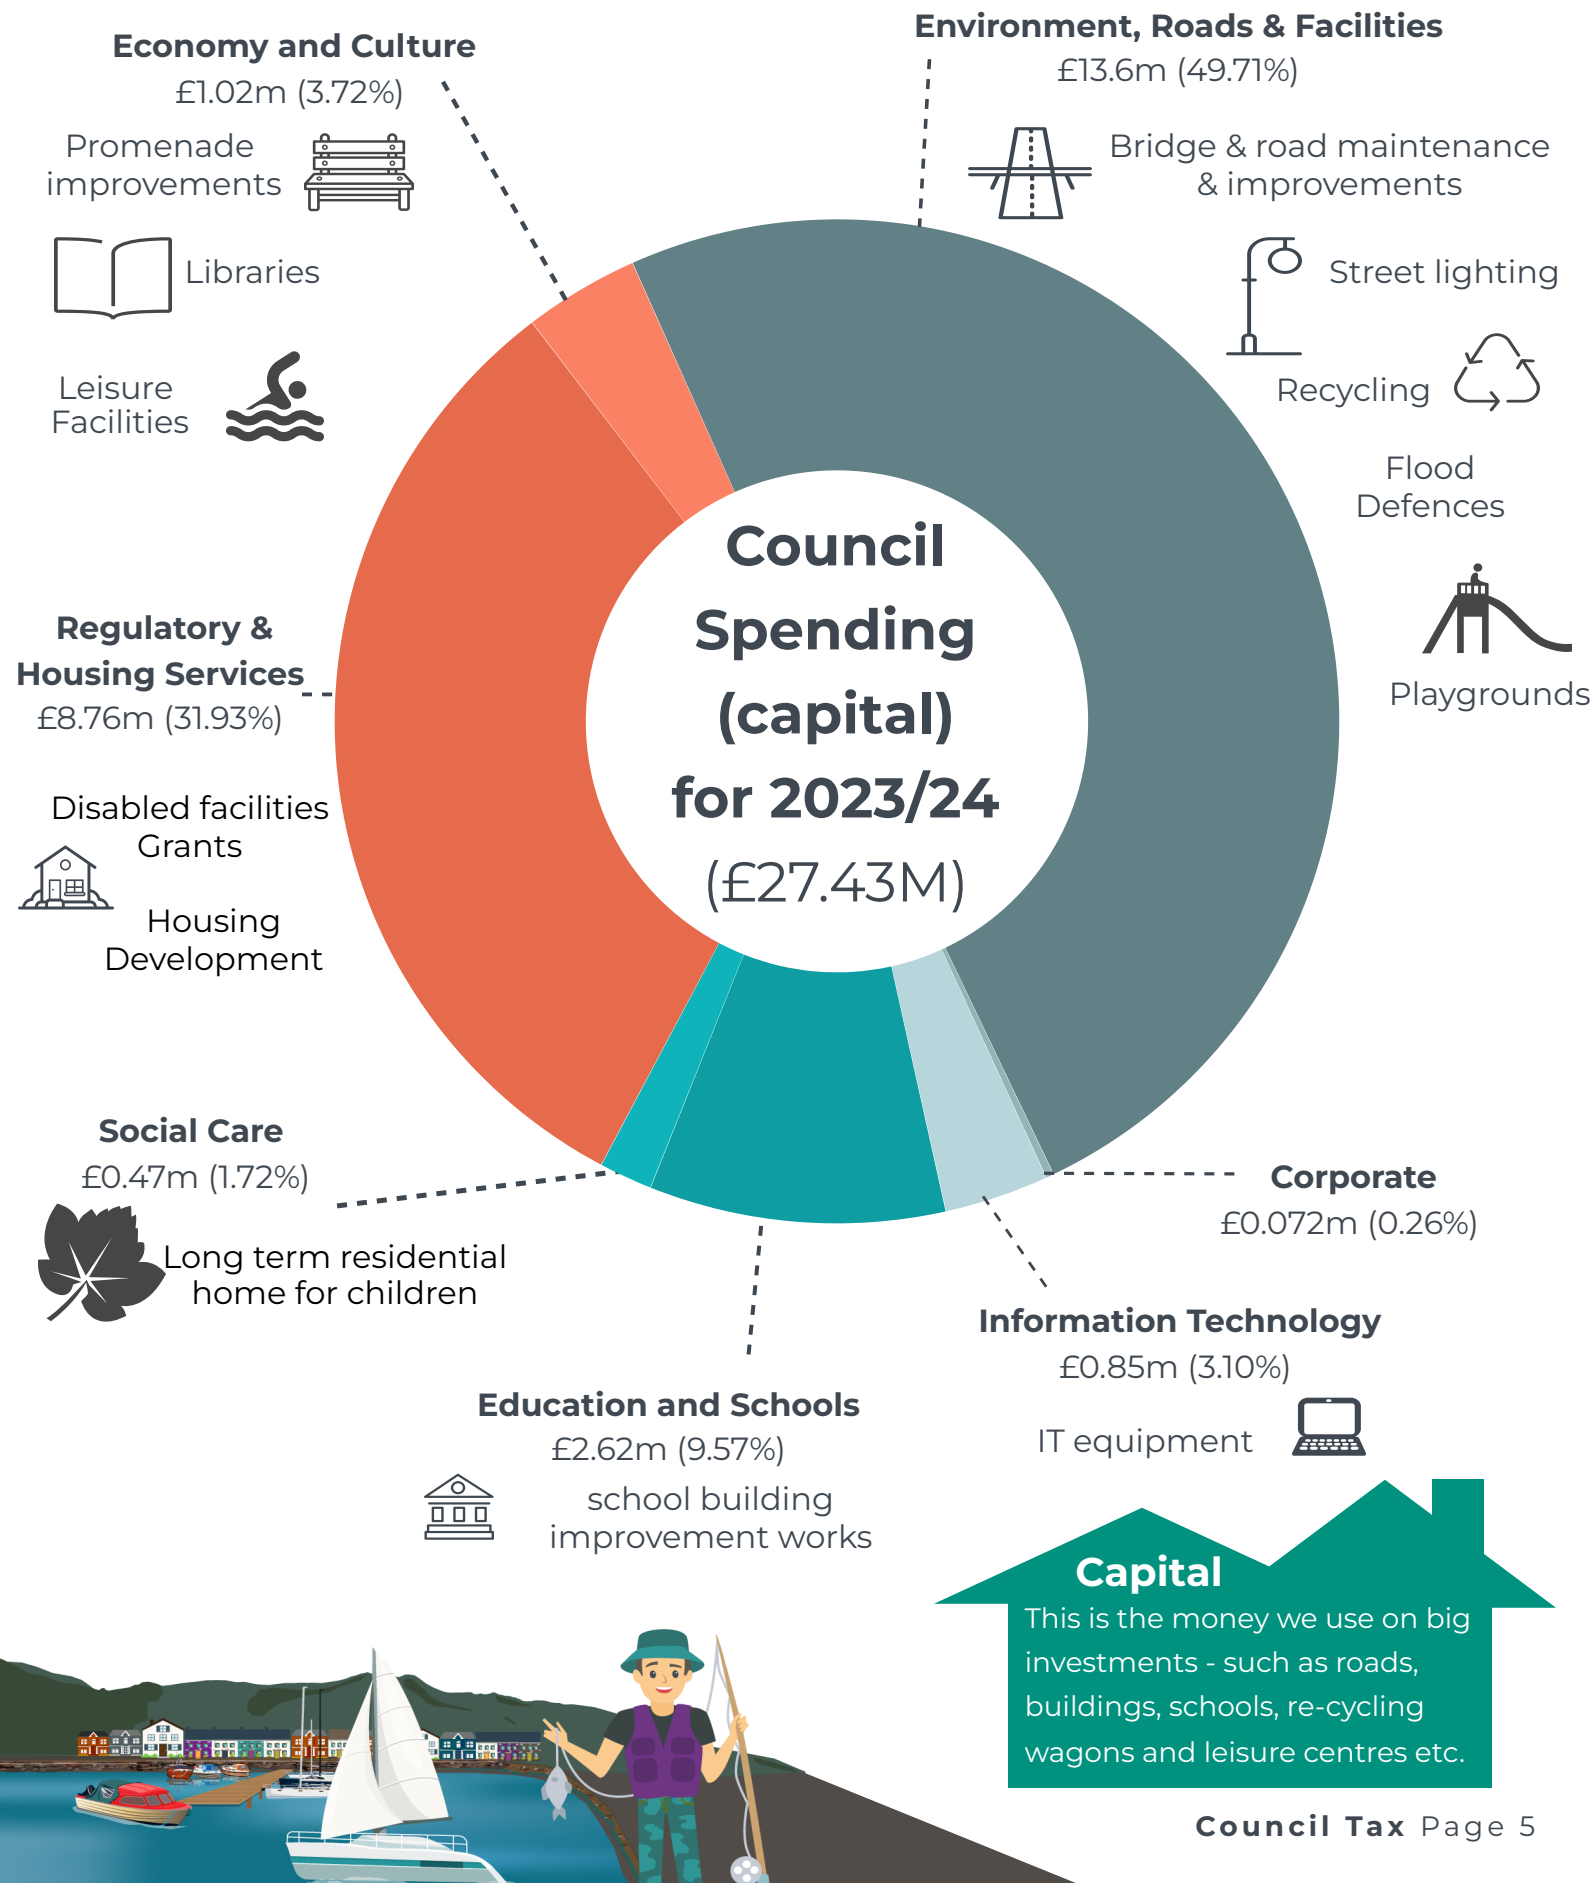 Economy and Culture
£1.02m (3.72%)
Promenade
improvements
Libraries
Leisure
Facilities
Environment, Roads & Facilities
£13.6m (49.71%)
Bridge & road maintenance
& improvements
Street lighting
Recycling
Flood
Defences
Playgrounds
Council
Spending
(capital)
for 2023/24
(£27.43M)
Regulatory &
Housing Services
£8.76m (31.93%)
Disabled facilities
Grants
Housing
Development
Social Care
£0.47m (1.72%)
Long term residential
home for children
Corporate
£0.072m (0.26%)
Information Technology
£0.85m (3.10%)
IT equipment
Education and Schools
£2.62m (9.57%)
school building
improvement works
Capital
This is the money we use on big
investments - such as roads,
buildings, schools, re-cycling
wagons and leisure centres etc.
Council Tax Page 5